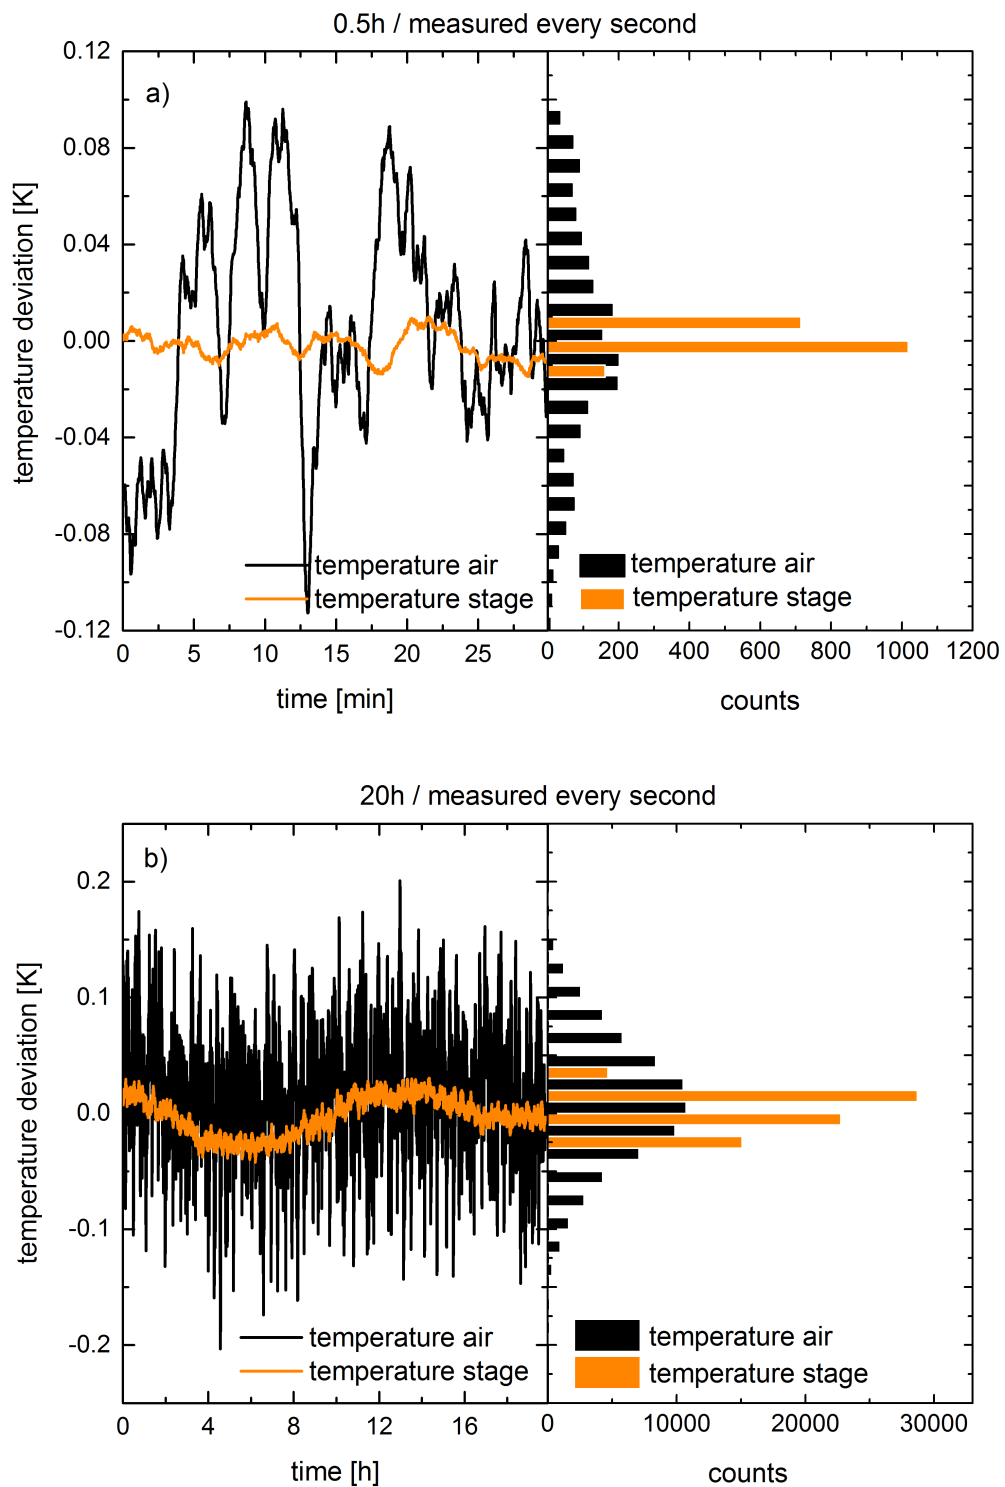 0.5h / measured every second
a)
0.12
0.08
0.04
0.00
-0.04
-0.08
-0.12
temperature deviation [K]
temperature air
temperature stage
temperature air
temperature stage
0 5 10 15 20 25
0 200 400 600 800 1000 1200
time [min]
counts
20h / measured every second
b)
0.2
0.1
0.0
-0.1
-0.2
temperature deviation [K]
temperature air
temperature stage
temperature air
temperature stage
0 4 8 12 16
0 10000 20000 30000
time [h]
counts